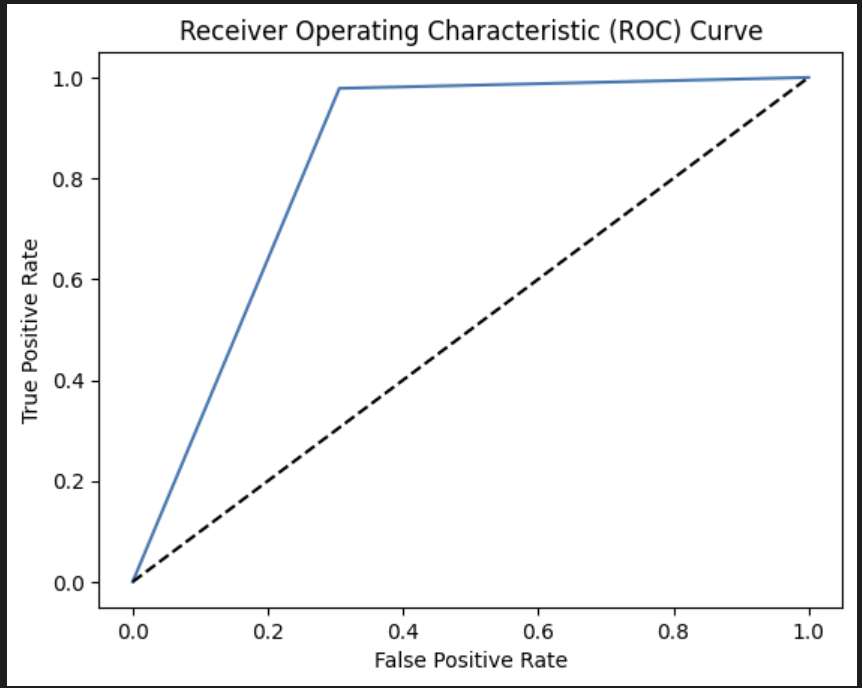 Receiver Operating Characteristic (ROC) Curve
1.0
0.8
0.6
0.4
0.2
0.0
True Positive Rate
0.0 0.2 0.4 0.6 0.8 1.0
False Positive Rate